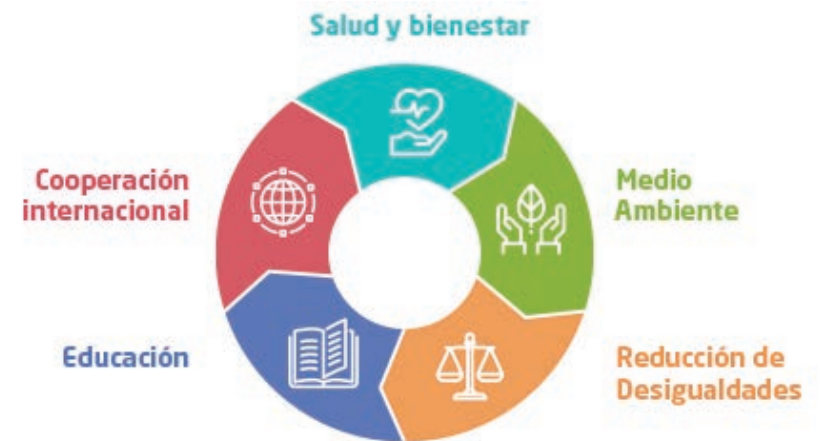 Salud y bienestar
Cooperación
internacional
Medio
Ambiente
Educación
Reducción de
Desigualdades